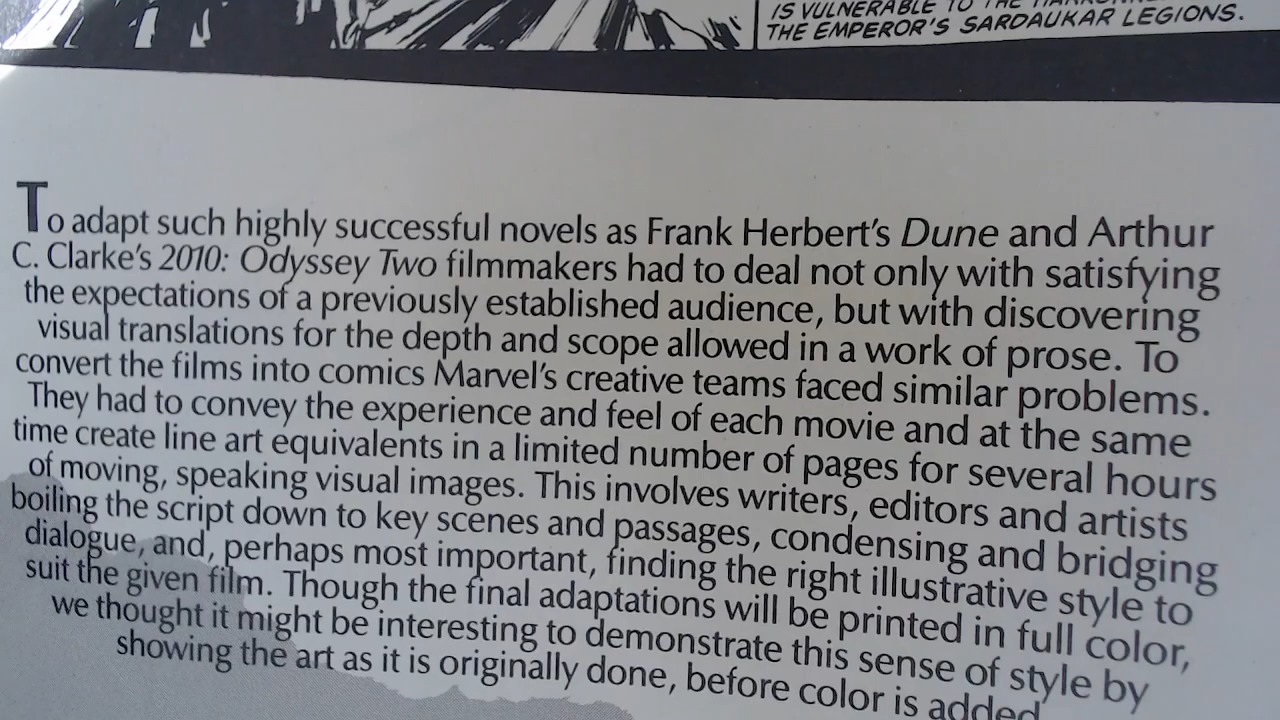 IS VULNERABLE TO THE
THE EMPEROR'S SARDAUKAR LEGIONS.
To adapt such highly successful novels as Frank Herbert's Dune and Arthur
C. Clarke's 2010: Odyssey Two filmmakers had to deal not only with satisfying
the expectations of a previously established audience, but with discovering
visual translations for the depth and scope allowed in a work of prose. To
convert the films into comics Marvel's creative teams faced similar problems.
They had to convey the experience and feel of each movie and at the same
time create line art equivalents in a limited number of pages for several hours
of moving, speaking visual images. This involves writers, editors and artists
boiling the script down to key scenes and passages, condensing and bridging
dialogue, and, perhaps most important, finding the right illustrative style to
suit the given film. Though the final adaptations will be printed in full color,
we thought it might be interesting to demonstrate this sense of style by
showing the art as it is originally done, before color is added